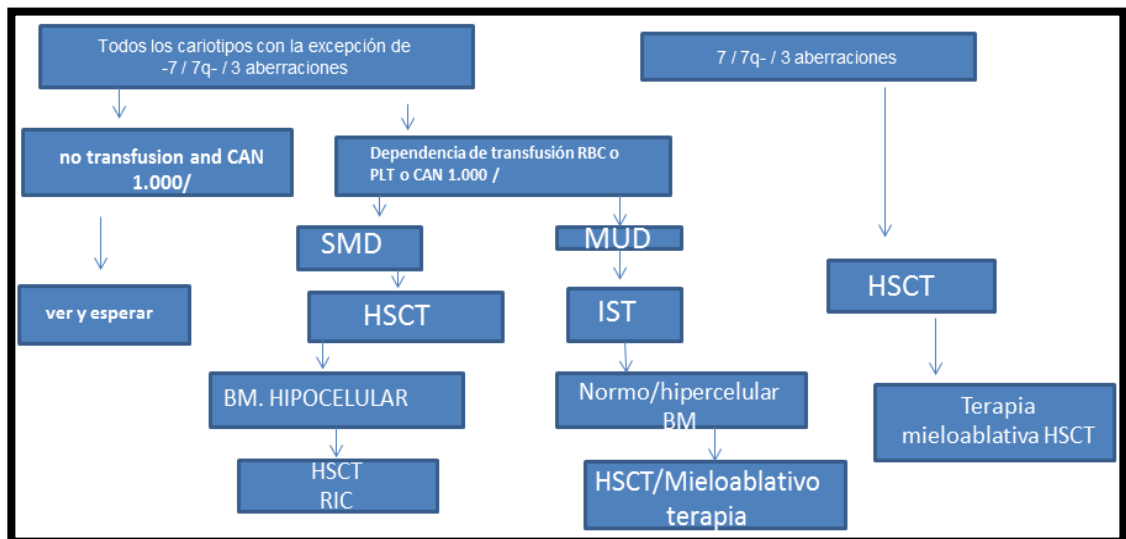 Todos los cariotipos con la excepción de
-7 / 7q- / 3 aberraciones
7 / 7q- / 3 aberraciones
no transfusion and CAN
1.000/
Dependencia de transfusión RBC o
PLT o CAN 1.000 /
SMD
MUD
ver y esperar
HSCT
IST
HSCT
BM. HIPOCELULAR
Normo/hipercelular
BM
Terapia
mieloablativa HSCT
HSCT
RIC
HSCT/Mieloablativo
terapia